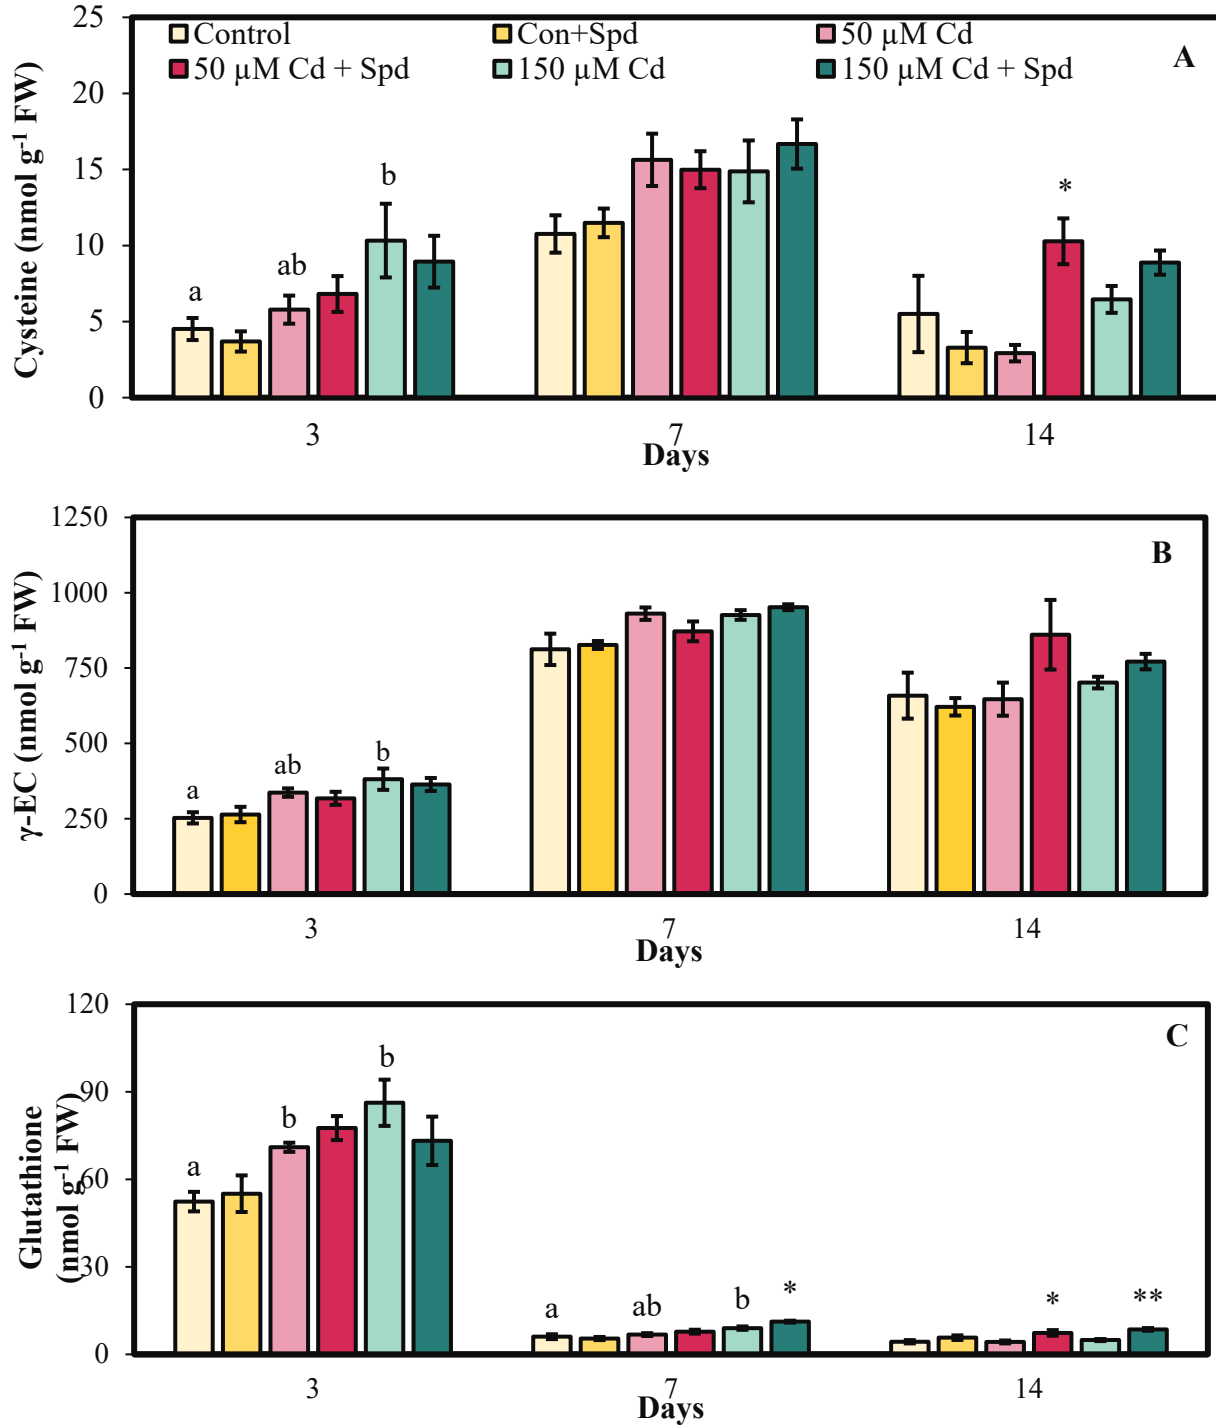 Control Con+Spd 50 µM Cd
50 µM Cd + Spd 150 µM Cd 150 µM Cd + Spd
A
Cysteine (nmol g⁻¹ FW)
25
20
15
10
5
0
a ab b *
3 7 14
Days
B
γ-EC (nmol g⁻¹ FW)
1250
1000
750
500
250
0
a ab b
3 7 14
Days
C
Glutathione
(nmol g⁻¹ FW)
120
90
60
30
0
a b b a ab b * * **
3 7 14
Days